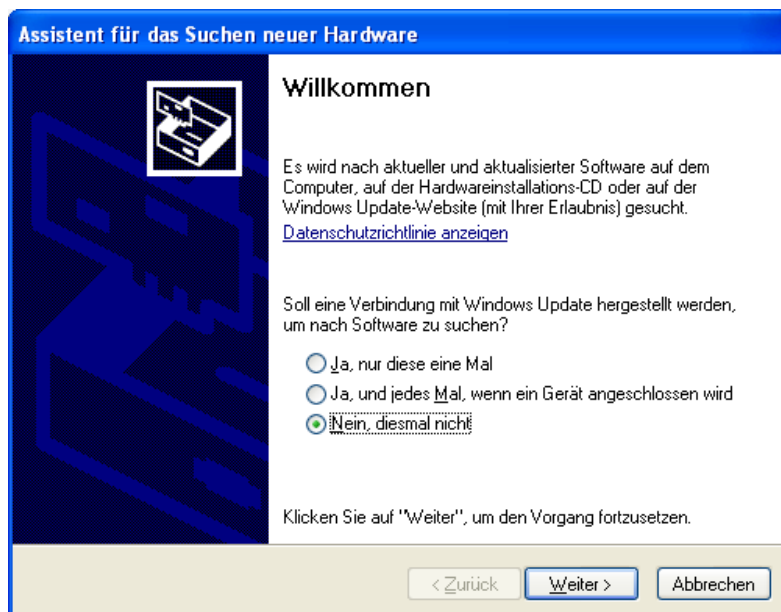 Assistent für das Suchen neuer Hardware
Willkommen
Es wird nach aktueller und aktualisierter Software auf dem
Computer, auf der Hardwareinstallations-CD oder auf der
Windows Update-Website (mit Ihrer Erlaubnis) gesucht.
Datenschutzrichtlinie anzeigen
Soll eine Verbindung mit Windows Update hergestellt werden,
um nach Software zu suchen?
Ja, nur diese eine Mal
Ja, und jedes Mal, wenn ein Gerät angeschlossen wird
Nein, diesmal nicht
Klicken Sie auf "Weiter", um den Vorgang fortzusetzen.
< Zurück Weiter > Abbrechen